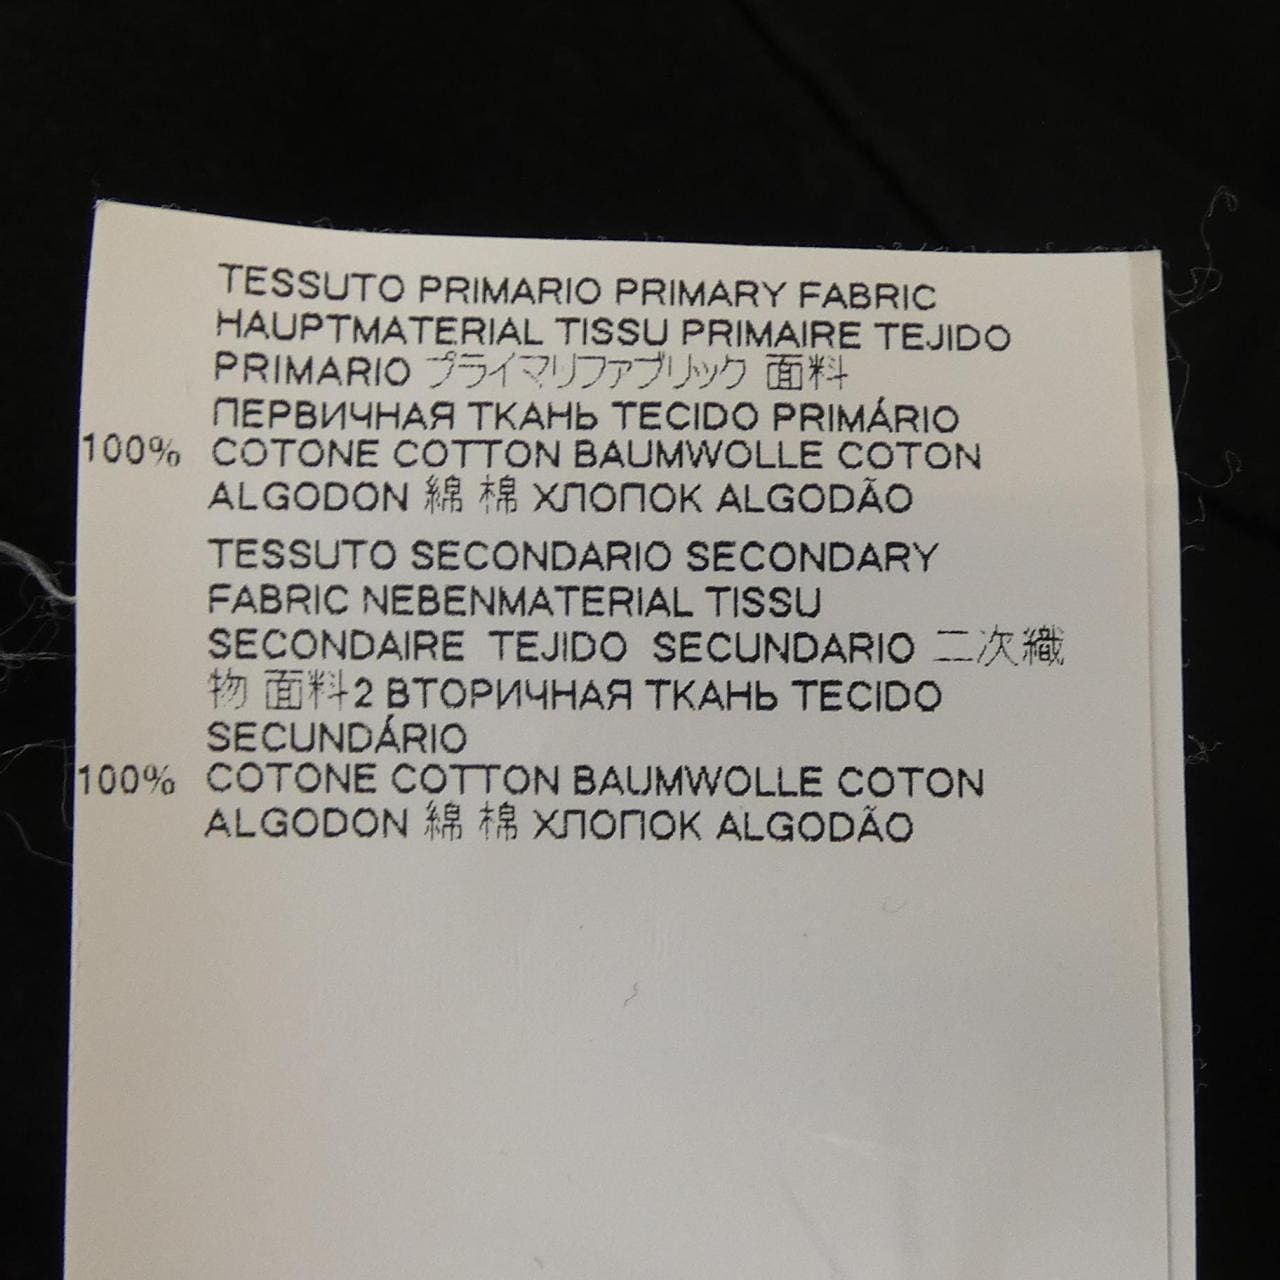 TESSUTO PRIMARIO PRIMARY FABRIC
HAUPTMATERIAL TISSU PRIMAIRE TEJIDO
PRIMARIO プライマリファブリック 面料
ПЕРВИЧНАЯ ТКАНЬ TECIDO PRIMÁRIO
100% COTONE COTTON BAUMWOLLE COTON
ALGODON 綿 棉 ХЛОПОК ALGODÃO
TESSUTO SECONDARIO SECONDARY
FABRIC NEBENMATERIAL TISSU
SECONDAIRE TEJIDO SECUNDARIO 二次織
物 面料2 ВТОРИЧНАЯ ТКАНЬ TECIDO
SECUNDÁRIO
100% COTONE COTTON BAUMWOLLE COTON
ALGODON 綿 棉 ХЛОПОК ALGODÃO